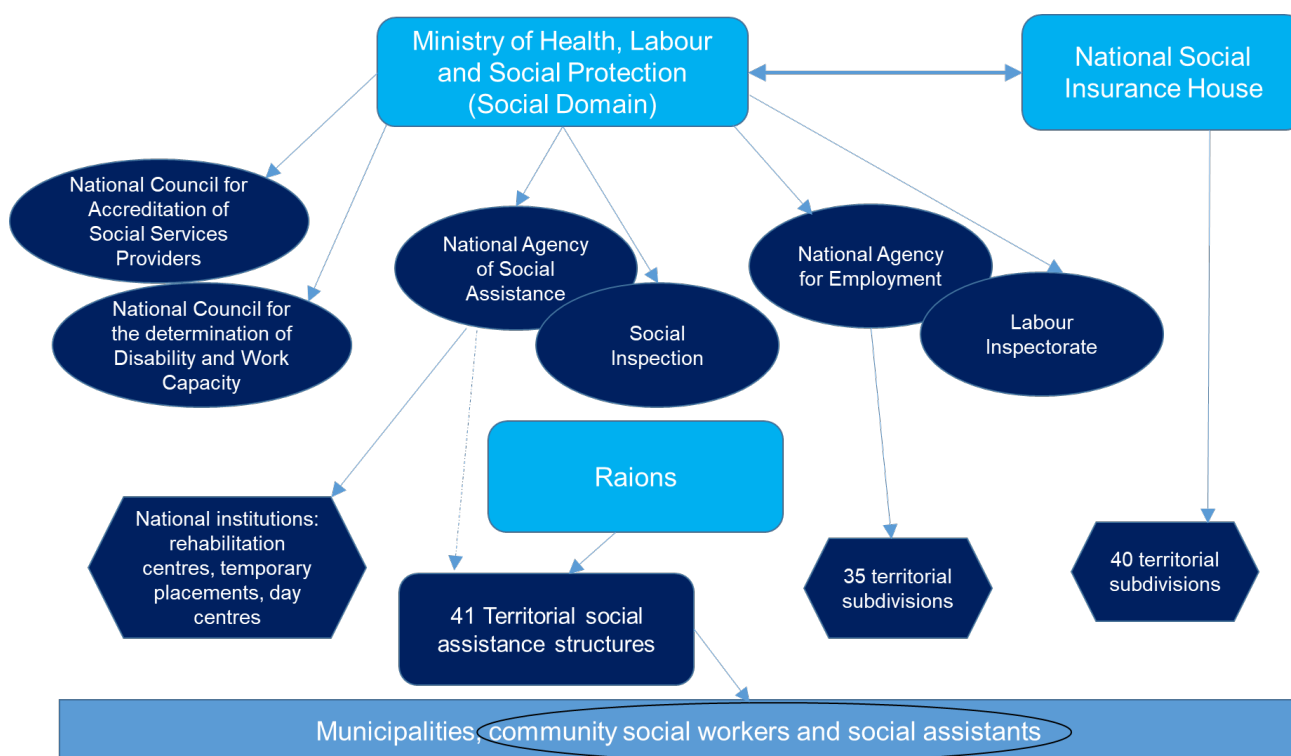 Ministry of Health, Labour
and Social Protection
(Social Domain)
National Social
Insurance House
National Council for
Accreditation of
Social Services
Providers
National Council for
the determination of
Disability and Work
Capacity
National Agency
of Social
Assistance
Social
Inspection
National Agency
for Employment
Labour
Inspectorate
Raions
National institutions:
rehabilitation
centres, temporary
placements, day
centres
41 Territorial social
assistance structures
35 territorial
subdivisions
40 territorial
subdivisions
Municipalities, community social workers and social assistants